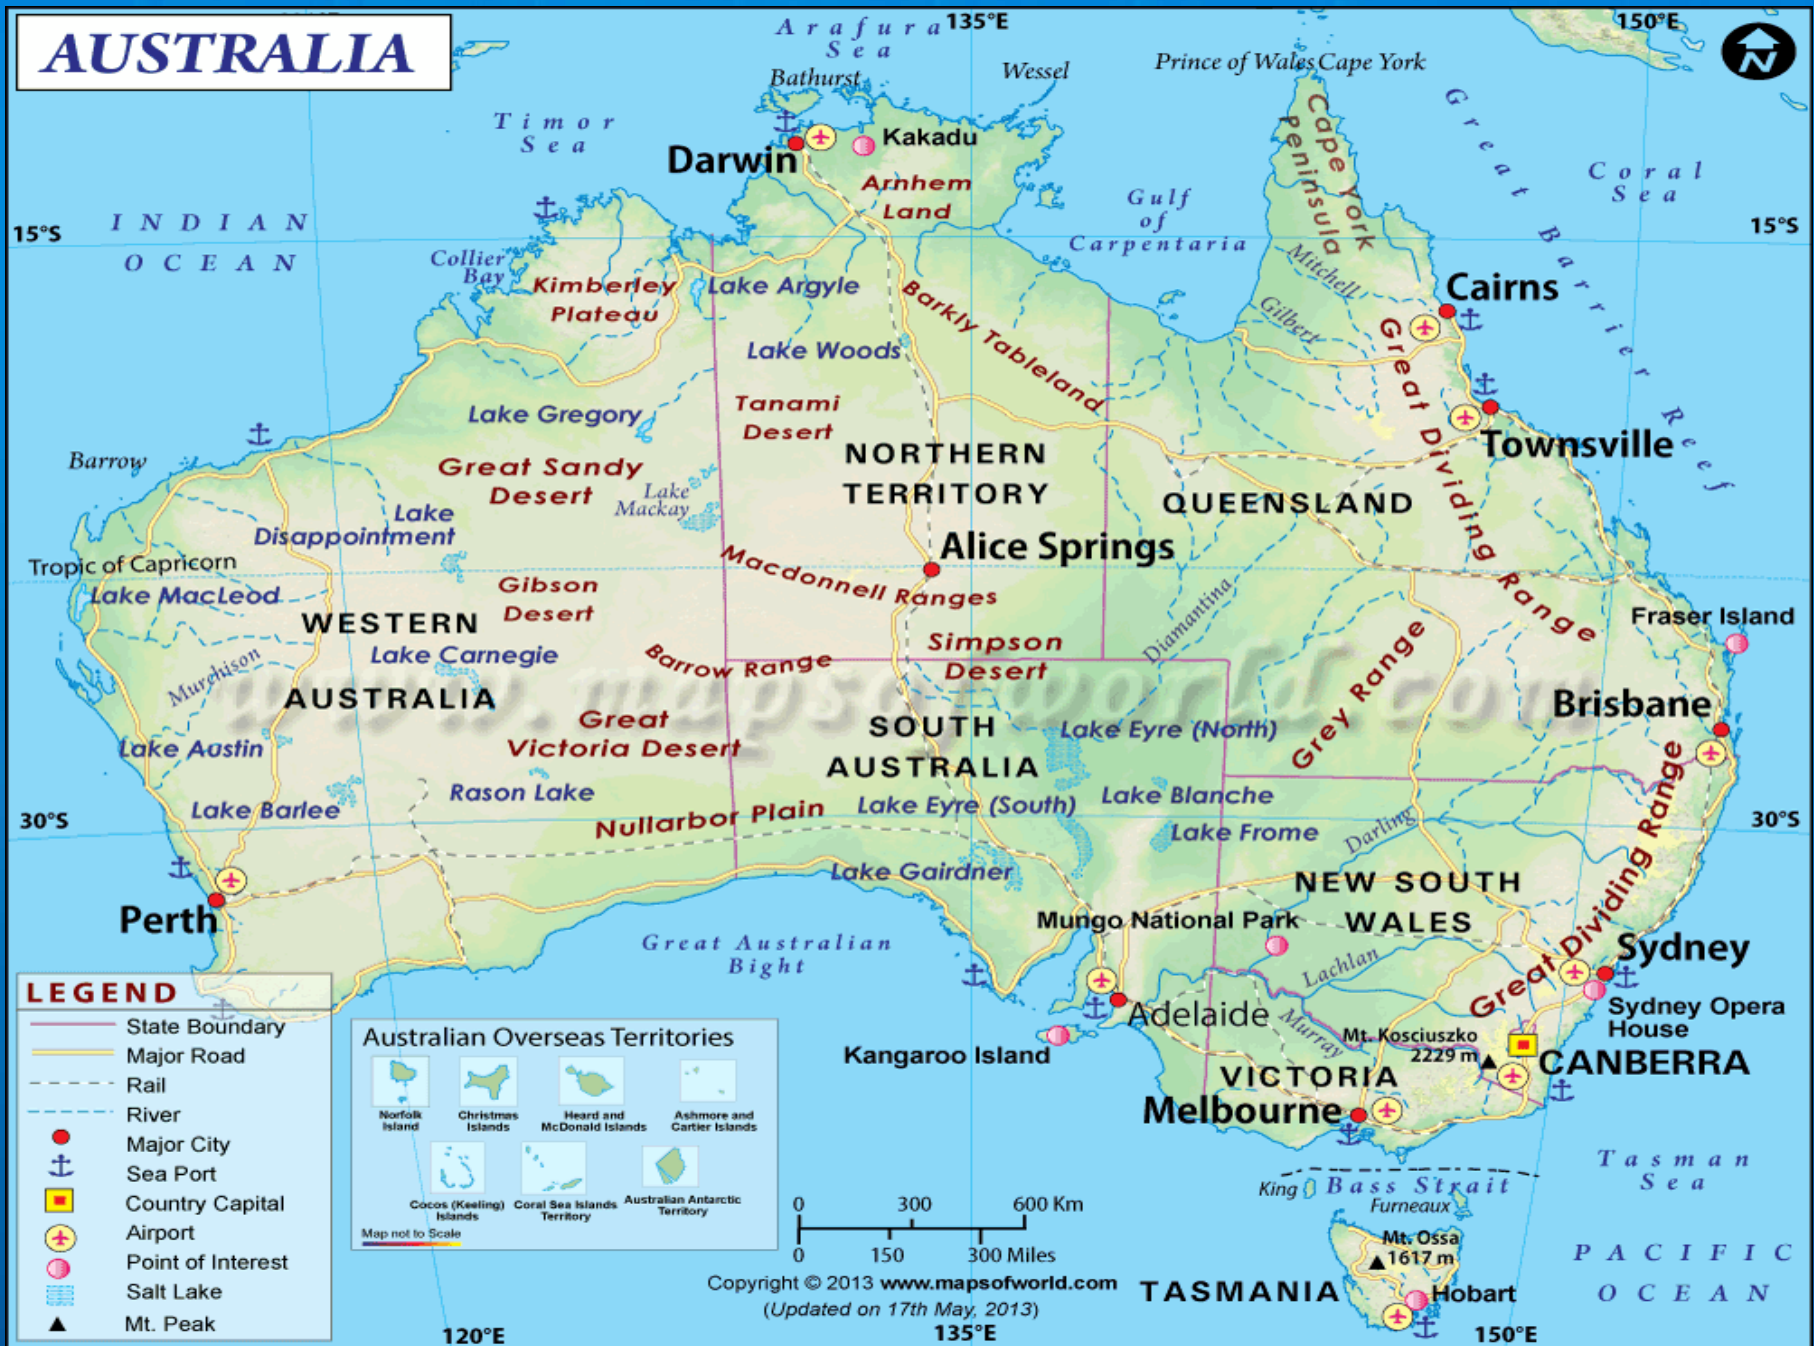 AUSTRALIA
135°E
150°E
N
Arafura
Sea
Bathurst
Wessel
Prince of Wales
Cape York
Timor
Sea
Kakadu
Darwin
Arnhem
Land
Cape York
Peninsula
Great Barrier Reef
Coral
Sea
Gulf
of
Carpentaria
INDIAN
OCEAN
15°S
15°S
Collier
Bay
Kimberley
Plateau
Lake Argyle
Barkly Tableland
Mitchell
Gilbert
Cairns
Lake Woods
Great Dividing Range
Lake Gregory
Tanami
Desert
Townsville
Barrow
Great Sandy
Desert
NORTHERN
TERRITORY
Lake
Mackay
QUEENSLAND
Lake
Disappointment
Alice Springs
Tropic of Capricorn
Macdonnell Ranges
Lake MacLeod
Gibson
Desert
Diamantina
Fraser Island
WESTERN
AUSTRALIA
Lake Carnegie
Murchison
Barrow Range
Simpson
Desert
Grey Range
www.mapsofworld.com
Brisbane
Great
Victoria Desert
SOUTH
AUSTRALIA
Lake Eyre (North)
Lake Austin
Great Dividing Range
Rason Lake
Lake Barlee
Nullarbor Plain
Lake Eyre (South)
Lake Blanche
Lake Frome
Darling
30°S
30°S
Lake Gairdner
NEW SOUTH
WALES
Perth
Mungo National Park
Great Australian
Bight
Lachlan
Sydney
Sydney Opera
House
Adelaide
Murray
Mt. Kosciuszko
2229 m
Kangaroo Island
CANBERRA
VICTORIA
Melbourne
Tasman
Sea
King
Bass Strait
Furneaux
Mt. Ossa
1617 m
PACIFIC
OCEAN
TASMANIA
Hobart
LEGEND
State Boundary
Major Road
Rail
River
Major City
Sea Port
Country Capital
Airport
Point of Interest
Salt Lake
Mt. Peak
Australian Overseas Territories
Norfolk
Island
Christmas
Islands
Heard and
McDonald Islands
Ashmore and
Cartier Islands
Cocos (Keeling)
Islands
Coral Sea Islands
Territory
Australian Antarctic
Territory
Map not to Scale
0 300 600 Km
0 150 300 Miles
Copyright © 2013 www.mapsofworld.com
(Updated on 17th May, 2013)
120°E
135°E
150°E